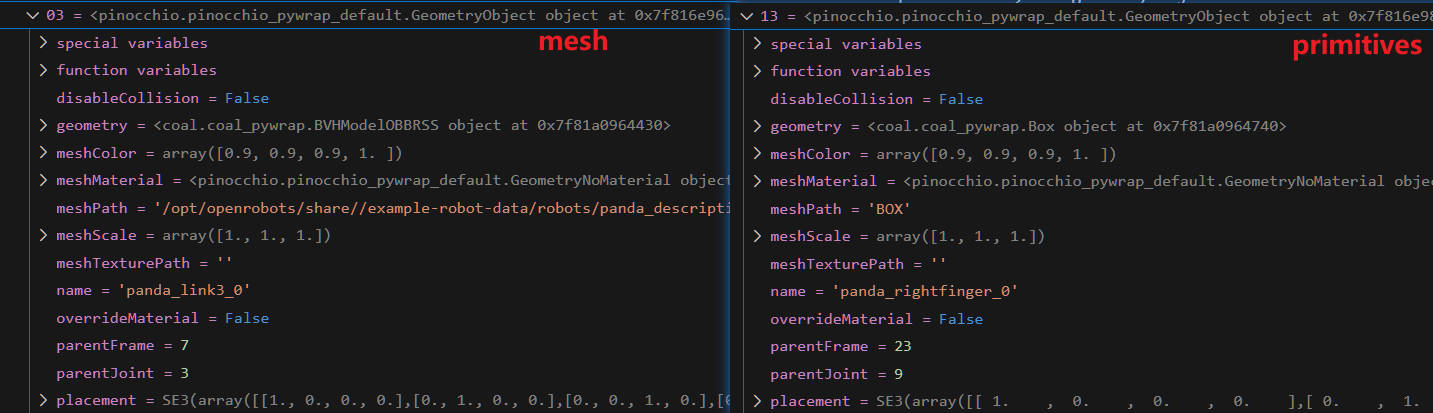 03 = <pinocchio.pinocchio_pywrap_default.GeometryObject object at 0x7f816e96…
mesh
special variables
function variables
disableCollision = False
geometry = <coal.coal_pywrap.BVHModelOBBRSS object at 0x7f81a0964430>
meshColor = array([0.9, 0.9, 0.9, 1. ])
meshMaterial = <pinocchio.pinocchio_pywrap_default.GeometryNoMaterial object
meshPath = '/opt/openrobots/share//example-robot-data/robots/panda_descripti
meshScale = array([1., 1., 1.])
meshTexturePath = ''
name = 'panda_link3_0'
overrideMaterial = False
parentFrame = 7
parentJoint = 3
placement = SE3(array([[1., 0., 0., 0.],[0., 1., 0., 0.],[0., 0., 1., 0.],[0
13 = <pinocchio.pinocchio_pywrap_default.GeometryObject object at 0x7f816e98
primitives
special variables
function variables
disableCollision = False
geometry = <coal.coal_pywrap.Box object at 0x7f81a0964740>
meshColor = array([0.9, 0.9, 0.9, 1. ])
meshMaterial = <pinocchio.pinocchio_pywrap_default.GeometryNoMaterial obje
meshPath = 'BOX'
meshScale = array([1., 1., 1.])
meshTexturePath = ''
name = 'panda_rightfinger_0'
overrideMaterial = False
parentFrame = 23
parentJoint = 9
placement = SE3(array([[ 1. , 0. , 0. , 0. ],[ 0. , 1.